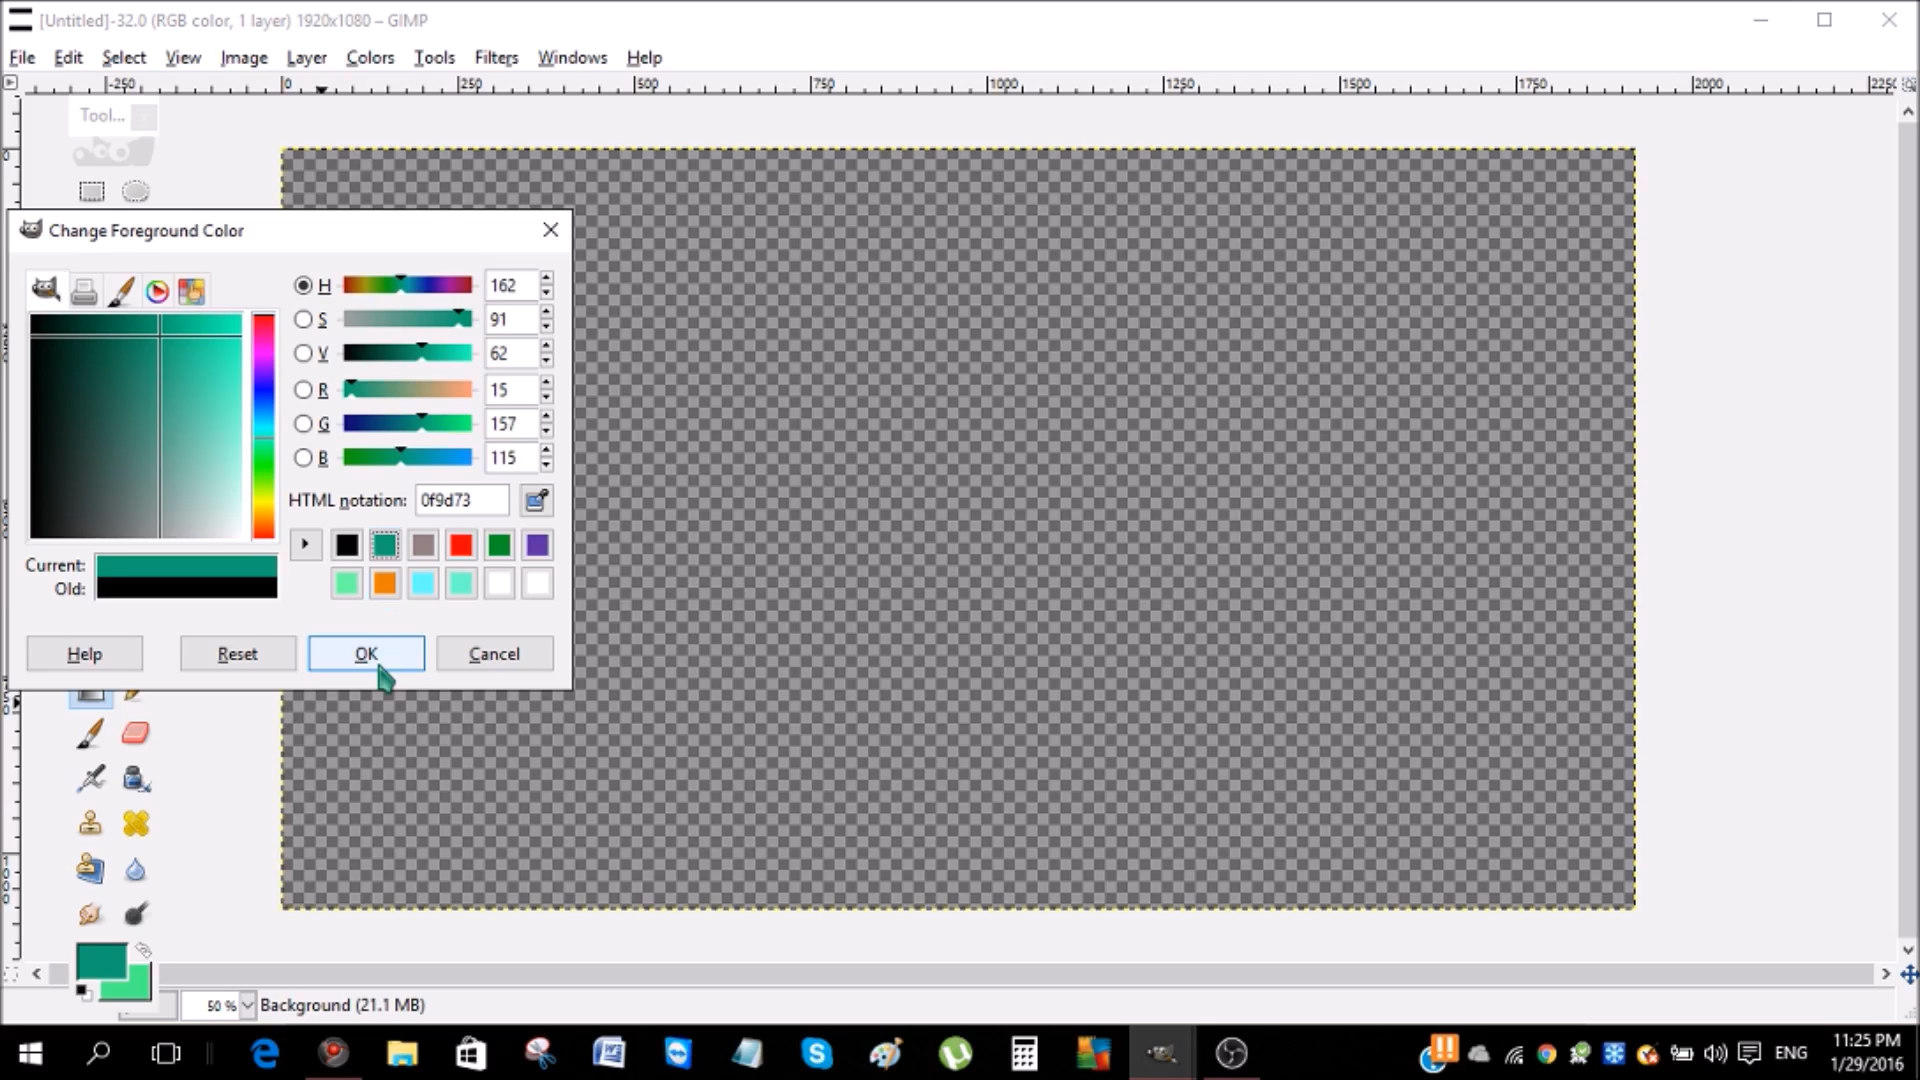 [Untitled]-32.0 (RGB color, 1 layer) 1920x1080 – GIMP
File Edit Select View Image Layer Colors Tools Filters Windows Help
-250 0 250 500 750 1000 1250 1500 1750 2000 2250
Tool...
Change Foreground Color
H 162
S 91
V 62
R 15
G 157
B 115
HTML notation: 0f9d73
Current:
Old:
Help Reset OK Cancel
50 % Background (21.1 MB)
ENG
11:25 PM
1/29/2016